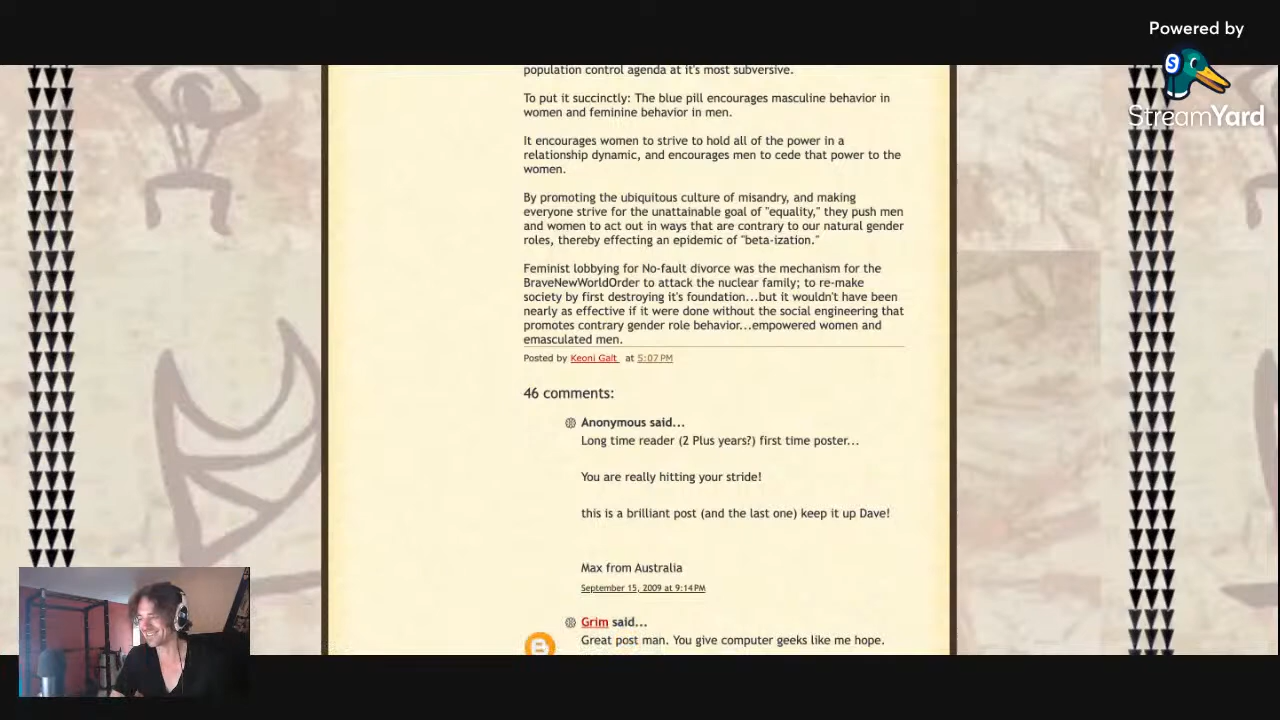 Powered by
StreamYard
population control agenda at it's most subversive.
To put it succinctly: The blue pill encourages masculine behavior in
women and feminine behavior in men.
It encourages women to strive to hold all of the power in a
relationship dynamic, and encourages men to cede that power to the
women.
By promoting the ubiquitous culture of misandry, and making
everyone strive for the unattainable goal of "equality," they push men
and women to act out in ways that are contrary to our natural gender
roles, thereby effecting an epidemic of "beta-ization."
Feminist lobbying for No-fault divorce was the mechanism for the
BraveNewWorldOrder to attack the nuclear family; to re-make
society by first destroying it's foundation...but it wouldn't have been
nearly as effective if it were done without the social engineering that
promotes contrary gender role behavior...empowered women and
emasculated men.
Posted by Keoni Galt at 5:07 PM
46 comments:
Anonymous said...
Long time reader (2 Plus years?) first time poster...
You are really hitting your stride!
this is a brilliant post (and the last one) keep it up Dave!
Max from Australia
September 15, 2009 at 9:14 PM
Grim said...
Great post man. You give computer geeks like me hope.